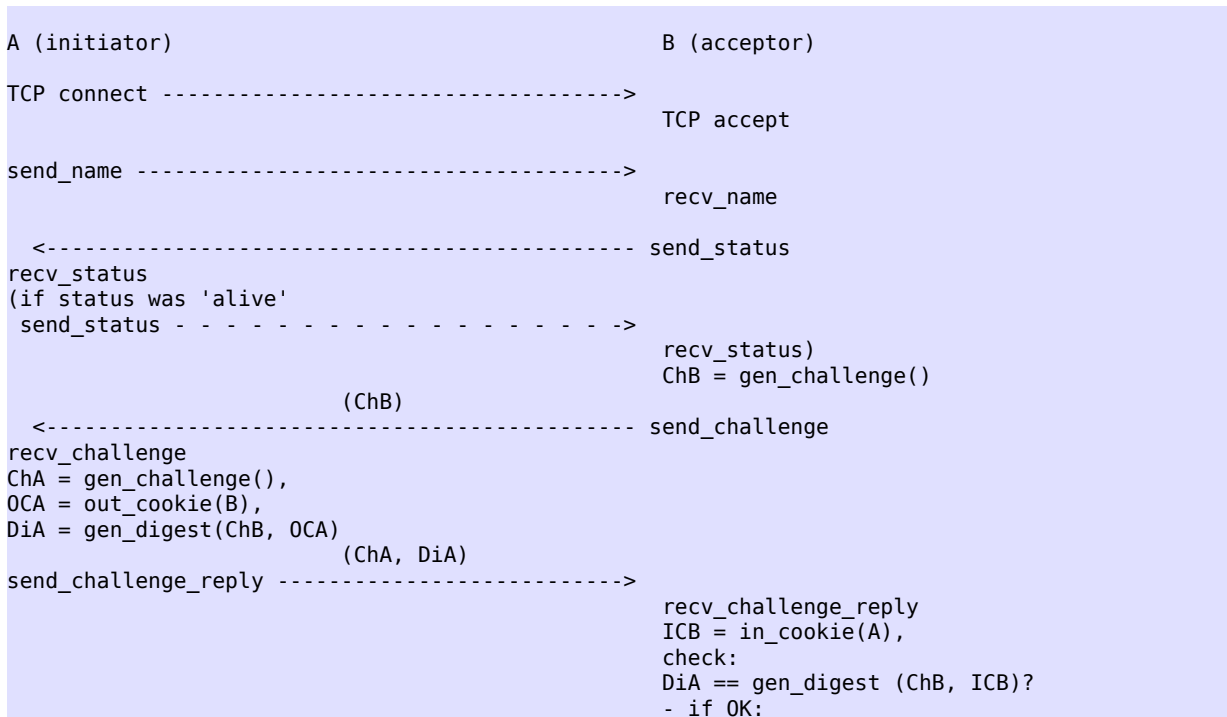 A (initiator)                                      B (acceptor)
TCP connect ------------------------------------>
                                                   TCP accept
send_name -------------------------------------->
                                                   recv_name
  <---------------------------------------------- send_status
recv_status
(if status was 'alive'
 send_status - - - - - - - - - - - - - - - - - ->
                                                   recv_status)
                                                   ChB = gen_challenge()
                          (ChB)
  <---------------------------------------------- send_challenge
recv_challenge
ChA = gen_challenge(),
OCA = out_cookie(B),
DiA = gen_digest(ChB, OCA)
                          (ChA, DiA)
send_challenge_reply --------------------------->
                                                   recv_challenge_reply
                                                   ICB = in_cookie(A),
                                                   check:
                                                   DiA == gen_digest (ChB, ICB)?
                                                   - if OK: